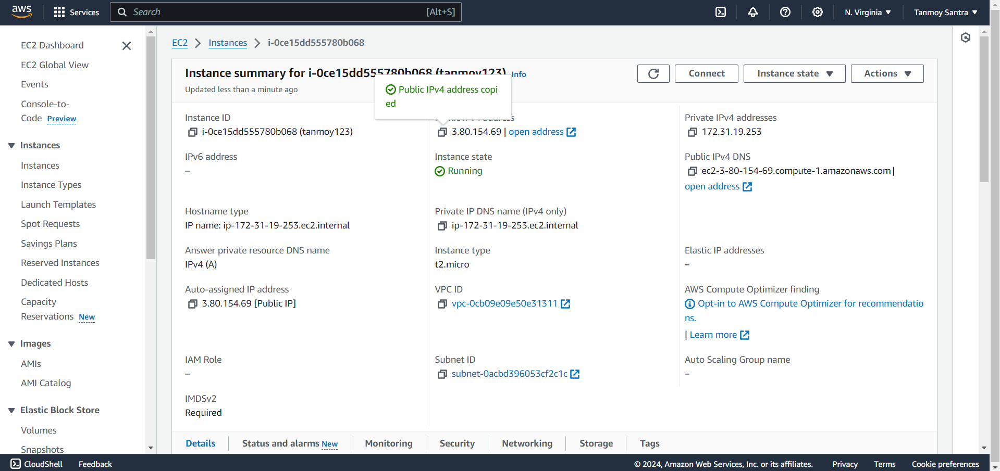 aws
Services
Search
[Alt+S]
N. Virginia
Tanmoy Santra
EC2 Dashboard
EC2 Global View
Events
Console-to-
Code Preview
Instances
Instances
Instance Types
Launch Templates
Spot Requests
Savings Plans
Reserved Instances
Dedicated Hosts
Capacity
Reservations New
Images
AMIs
AMI Catalog
Elastic Block Store
Volumes
Snapshots
EC2
Instances
i-0ce15dd555780b068
Instance summary for i-0ce15dd555780b068 (tanmoy123) Info
Updated less than a minute ago
Connect
Instance state
Actions
Public IPv4 address copi
ed
Instance ID
i-0ce15dd555780b068 (tanmoy123)
address
3.80.154.69 | open address
Private IPv4 addresses
172.31.19.253
IPv6 address
–
Instance state
Running
Public IPv4 DNS
ec2-3-80-154-69.compute-1.amazonaws.com |
open address
Hostname type
IP name: ip-172-31-19-253.ec2.internal
Private IP DNS name (IPv4 only)
ip-172-31-19-253.ec2.internal
Answer private resource DNS name
IPv4 (A)
Instance type
t2.micro
Elastic IP addresses
–
Auto-assigned IP address
3.80.154.69 [Public IP]
VPC ID
vpc-0cb09e09e50e31311
AWS Compute Optimizer finding
Opt-in to AWS Compute Optimizer for recommendatio
ns.
| Learn more
IAM Role
–
Subnet ID
subnet-0acbd396053cf2c1c
Auto Scaling Group name
–
IMDSv2
Required
Details
Status and alarms New
Monitoring
Security
Networking
Storage
Tags
CloudShell
Feedback
© 2024, Amazon Web Services, Inc. or its affiliates.
Privacy
Terms
Cookie preferences